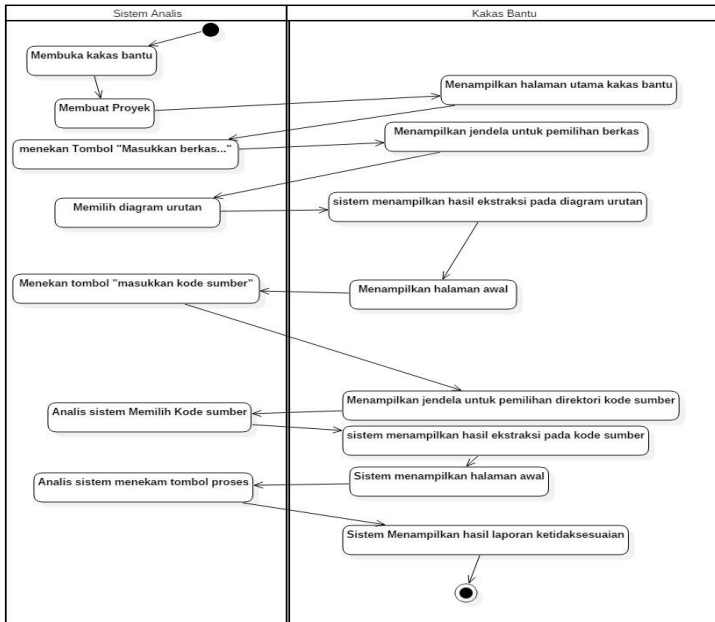 Sistem Analis
Kakas Bantu
Membuka kakas bantu
Menampilkan halaman utama kakas bantu
Membuat Proyek
Menampilkan jendela untuk pemilihan berkas
menekan Tombol "Masukkan berkas..."
Memilih diagram urutan
sistem menampilkan hasil ekstraksi pada diagram urutan
Menekan tombol "masukkan kode sumber"
Menampilkan halaman awal
Menampilkan jendela untuk pemilihan direktori kode sumber
Analis sistem Memilih Kode sumber
sistem menampilkan hasil ekstraksi pada kode sumber
Sistem menampilkan halaman awal
Analis sistem menekam tombol proses
Sistem Menampilkan hasil laporan ketidaksesuaian